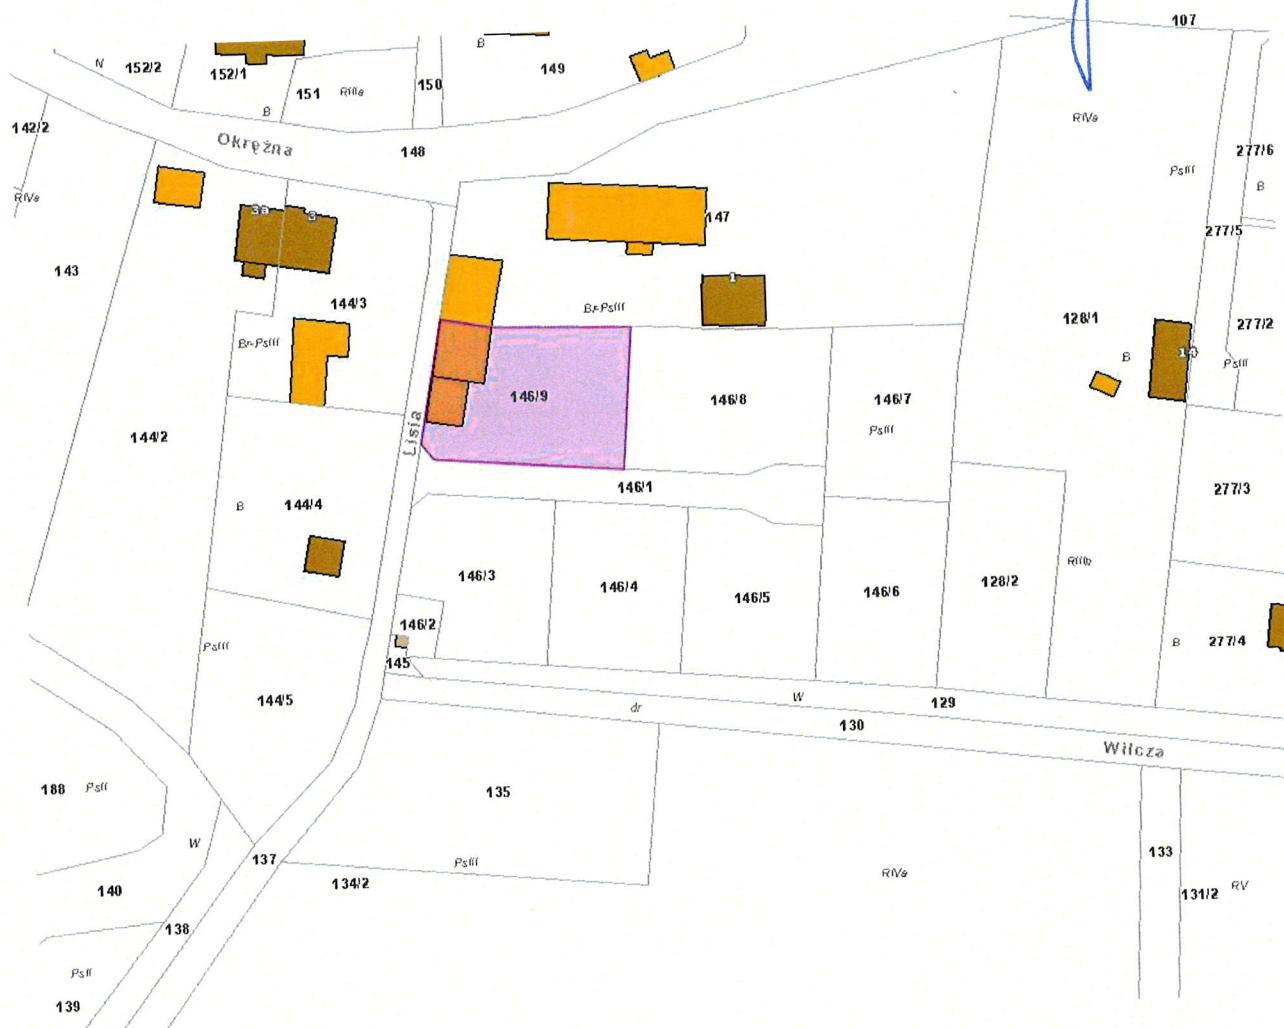 107
N
152/2
152/1
B
151
RIIIa
150
B
149
142/2
Okrężna
148
RIVa
RIVa
277/6
PsIII
B
3a
3
147
277/5
143
144/3
1
Br-PsIII
128/1
277/2
Br-PsIII
B
14
PsIII
146/9
146/8
146/7
PsIII
144/2
Lisia
146/1
277/3
B
144/4
146/3
146/4
146/5
146/6
128/2
RIIIb
146/2
PsIII
145
B
277/4
144/5
W
129
dr
130
Wilcza
188
PsII
135
W
137
PsIII
134/2
RIVa
133
140
131/2
RV
138
PsII
139